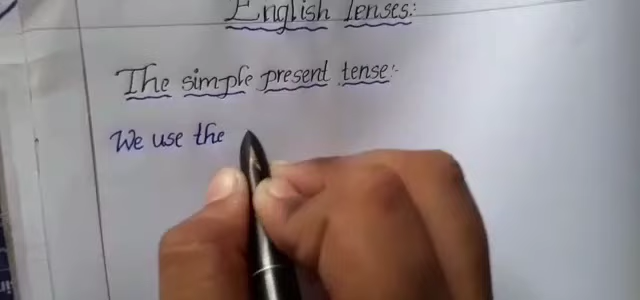 English Tenses:
The simple present tense:-
We use the